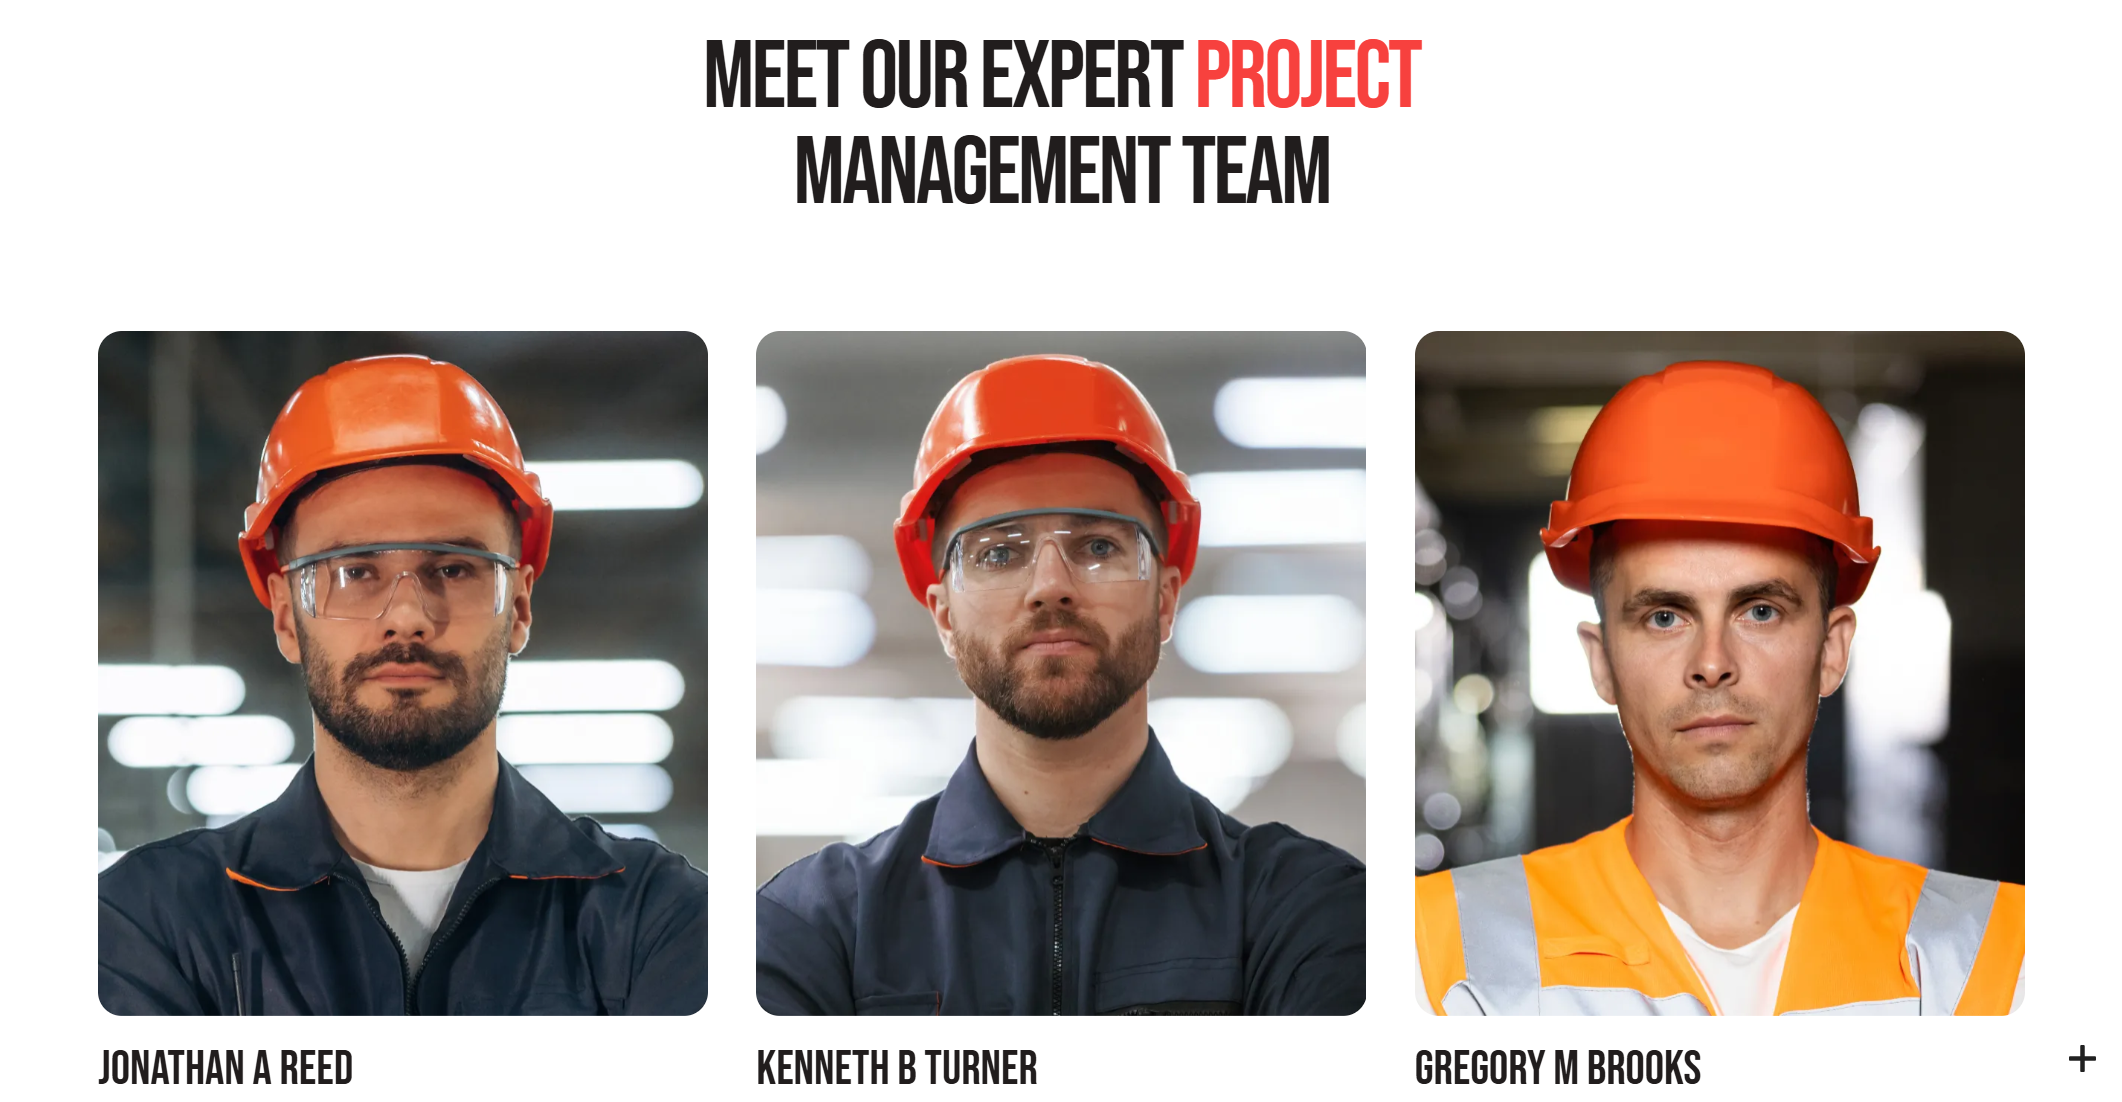 MEET OUR EXPERT PROJECT
MANAGEMENT TEAM
JONATHAN A REED
KENNETH B TURNER
GREGORY M BROOKS